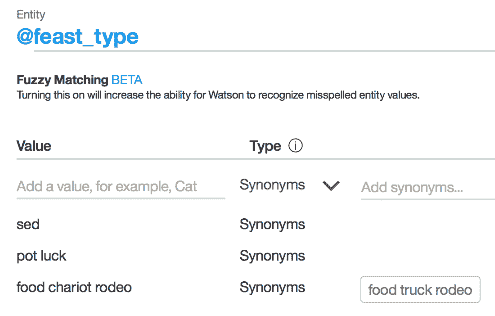 Entity
@feast_type
Fuzzy Matching BETA
Turning this on will increase the ability for Watson to recognize misspelled entity values.
Value Type ⓘ
Add a value, for example, Cat Synonyms Add synonyms...
sed Synonyms
pot luck Synonyms
food chariot rodeo Synonyms food truck rodeo